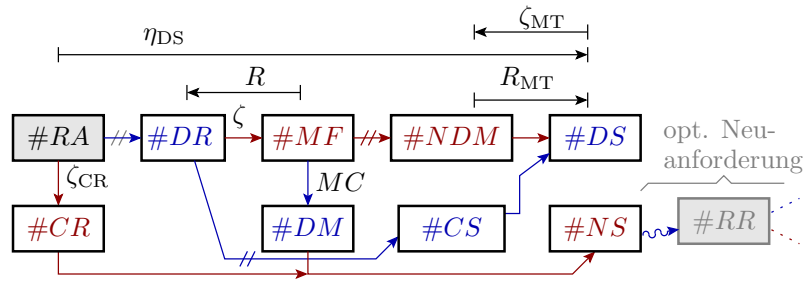 η_DS ζ_MT
R R_MT
#RA #DR ζ #MF #NDM #DS
opt. Neu-
anforderung
ζ_CR MC
#CR #DM #CS #NS #RR